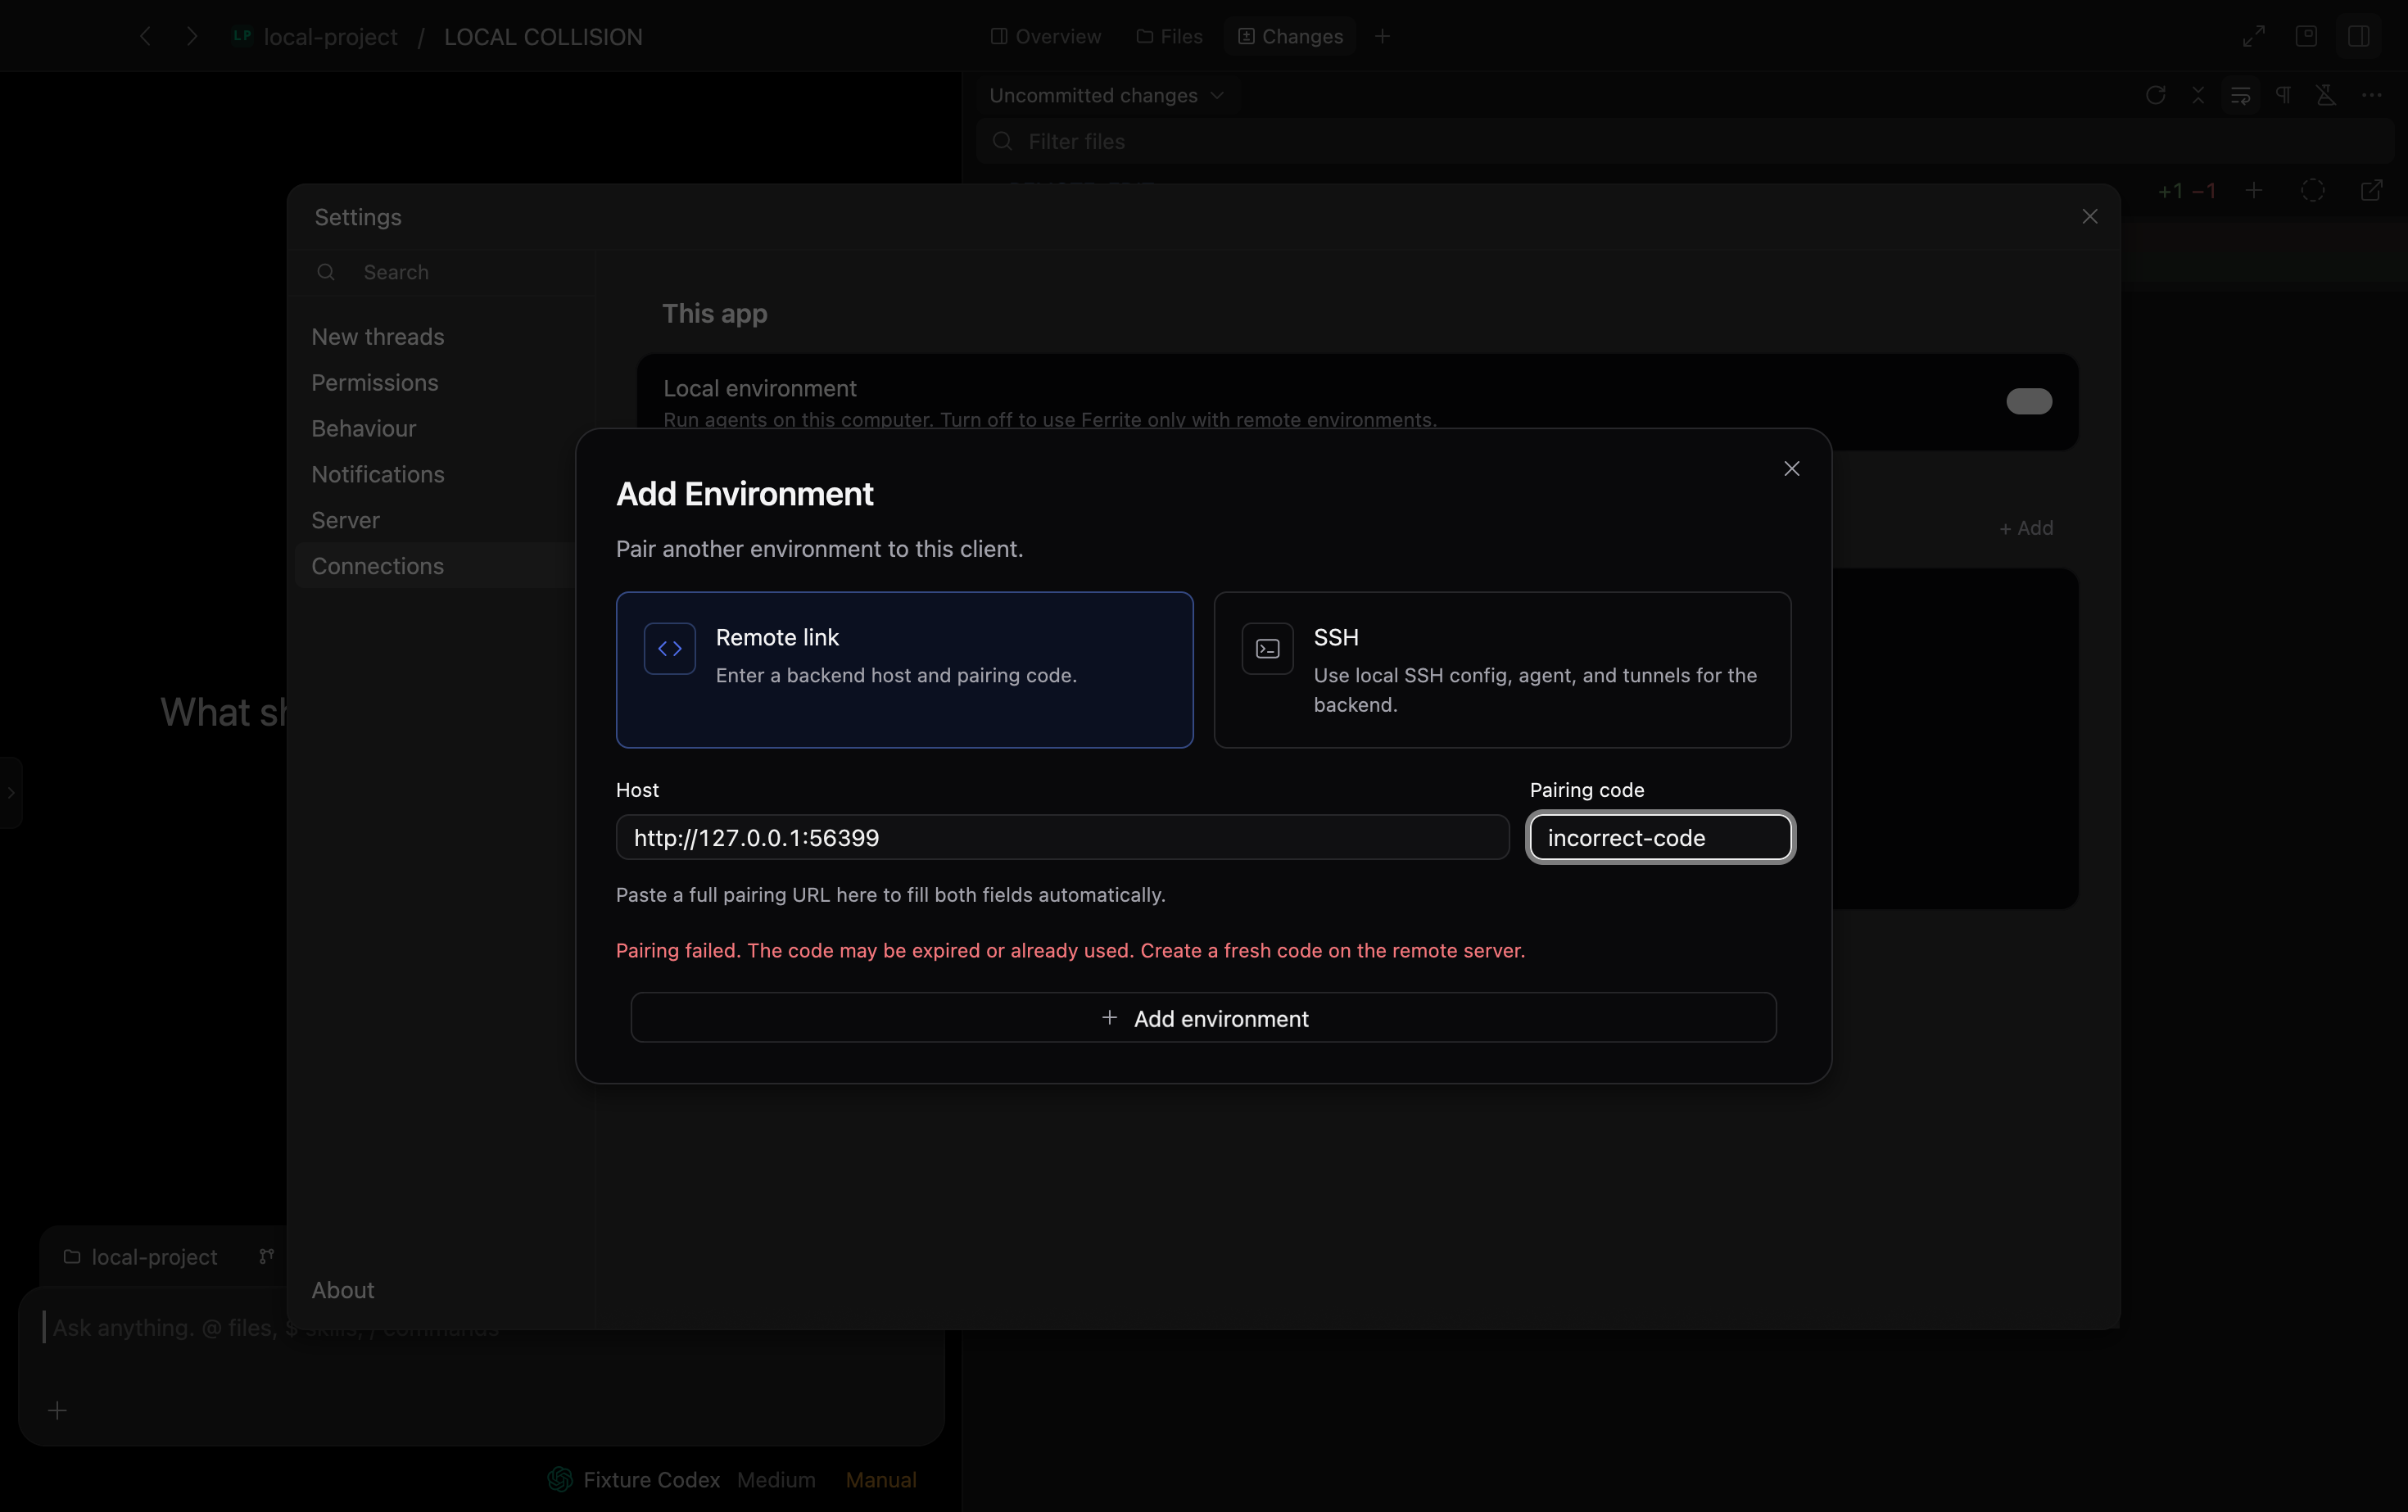 LP local-project / LOCAL COLLISION
Overview
Files
Changes
Uncommitted changes
Filter files
+1 −1
Settings
Search
New threads
Permissions
Behaviour
Notifications
Server
Connections
About
This app
Local environment
Run agents on this computer. Turn off to use Ferrite only with remote environments.
+ Add
Add Environment
Pair another environment to this client.
Remote link
Enter a backend host and pairing code.
SSH
Use local SSH config, agent, and tunnels for the
backend.
Host
Pairing code
http://127.0.0.1:56399
incorrect-code
Paste a full pairing URL here to fill both fields automatically.
Pairing failed. The code may be expired or already used. Create a fresh code on the remote server.
+ Add environment
What sh
local-project
Ask anything. @ files, $ skills, / commands
Fixture Codex Medium Manual